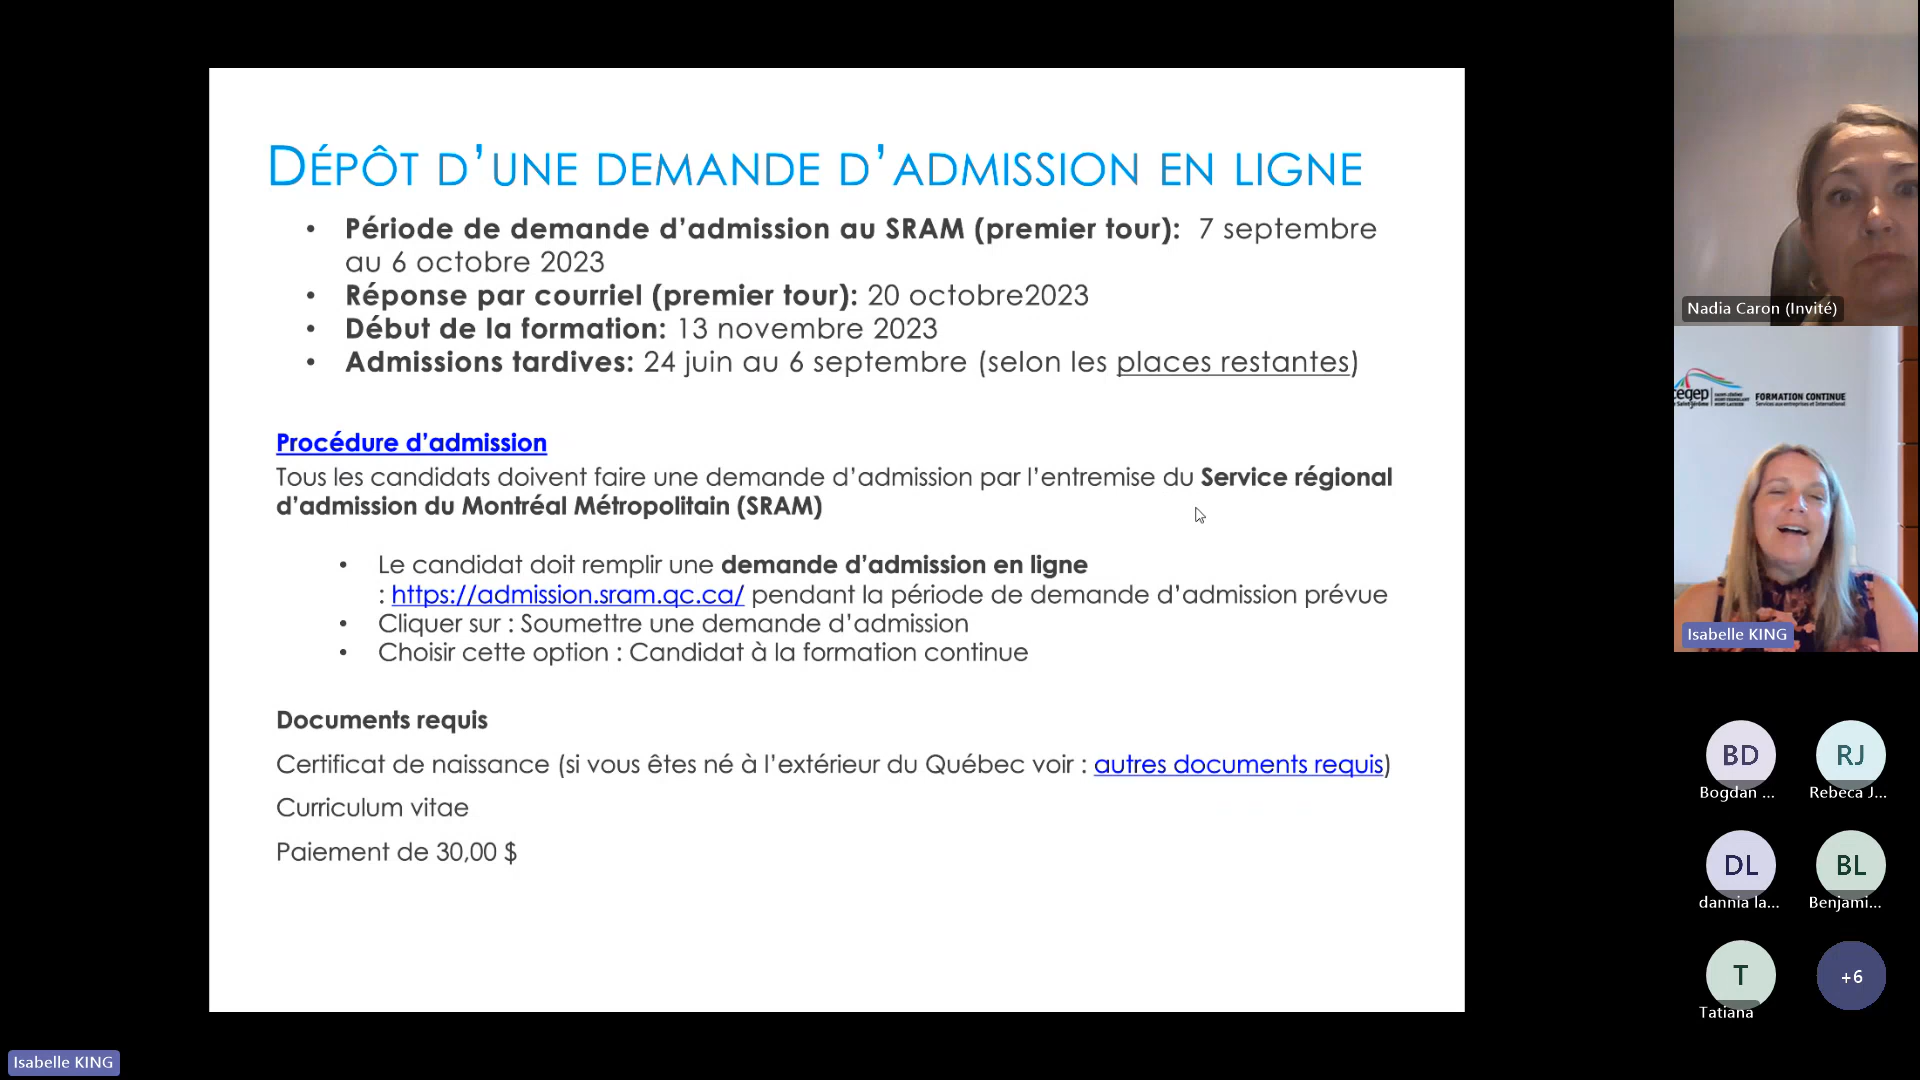 DÉPÔT D’UNE DEMANDE D’ADMISSION EN LIGNE
• Période de demande d’admission au SRAM (premier tour): 7 septembre
au 6 octobre 2023
• Réponse par courriel (premier tour): 20 octobre2023
• Début de la formation: 13 novembre 2023
• Admissions tardives: 24 juin au 6 septembre (selon les places restantes)
Procédure d’admission
Tous les candidats doivent faire une demande d’admission par l’entremise du Service régional
d’admission du Montréal Métropolitain (SRAM)
• Le candidat doit remplir une demande d’admission en ligne
: https://admission.sram.qc.ca/ pendant la période de demande d’admission prévue
• Cliquer sur : Soumettre une demande d’admission
• Choisir cette option : Candidat à la formation continue
Documents requis
Certificat de naissance (si vous êtes né à l’extérieur du Québec voir : autres documents requis)
Curriculum vitae
Paiement de 30,00 $
Nadia Caron (Invité)
cegep
FORMATION CONTINUE
Services aux entreprises et International
Isabelle KING
BD
Bogdan ...
RJ
Rebeca J...
DL
dannia la...
BL
Benjami...
T
Tatiana
+6
Isabelle KING